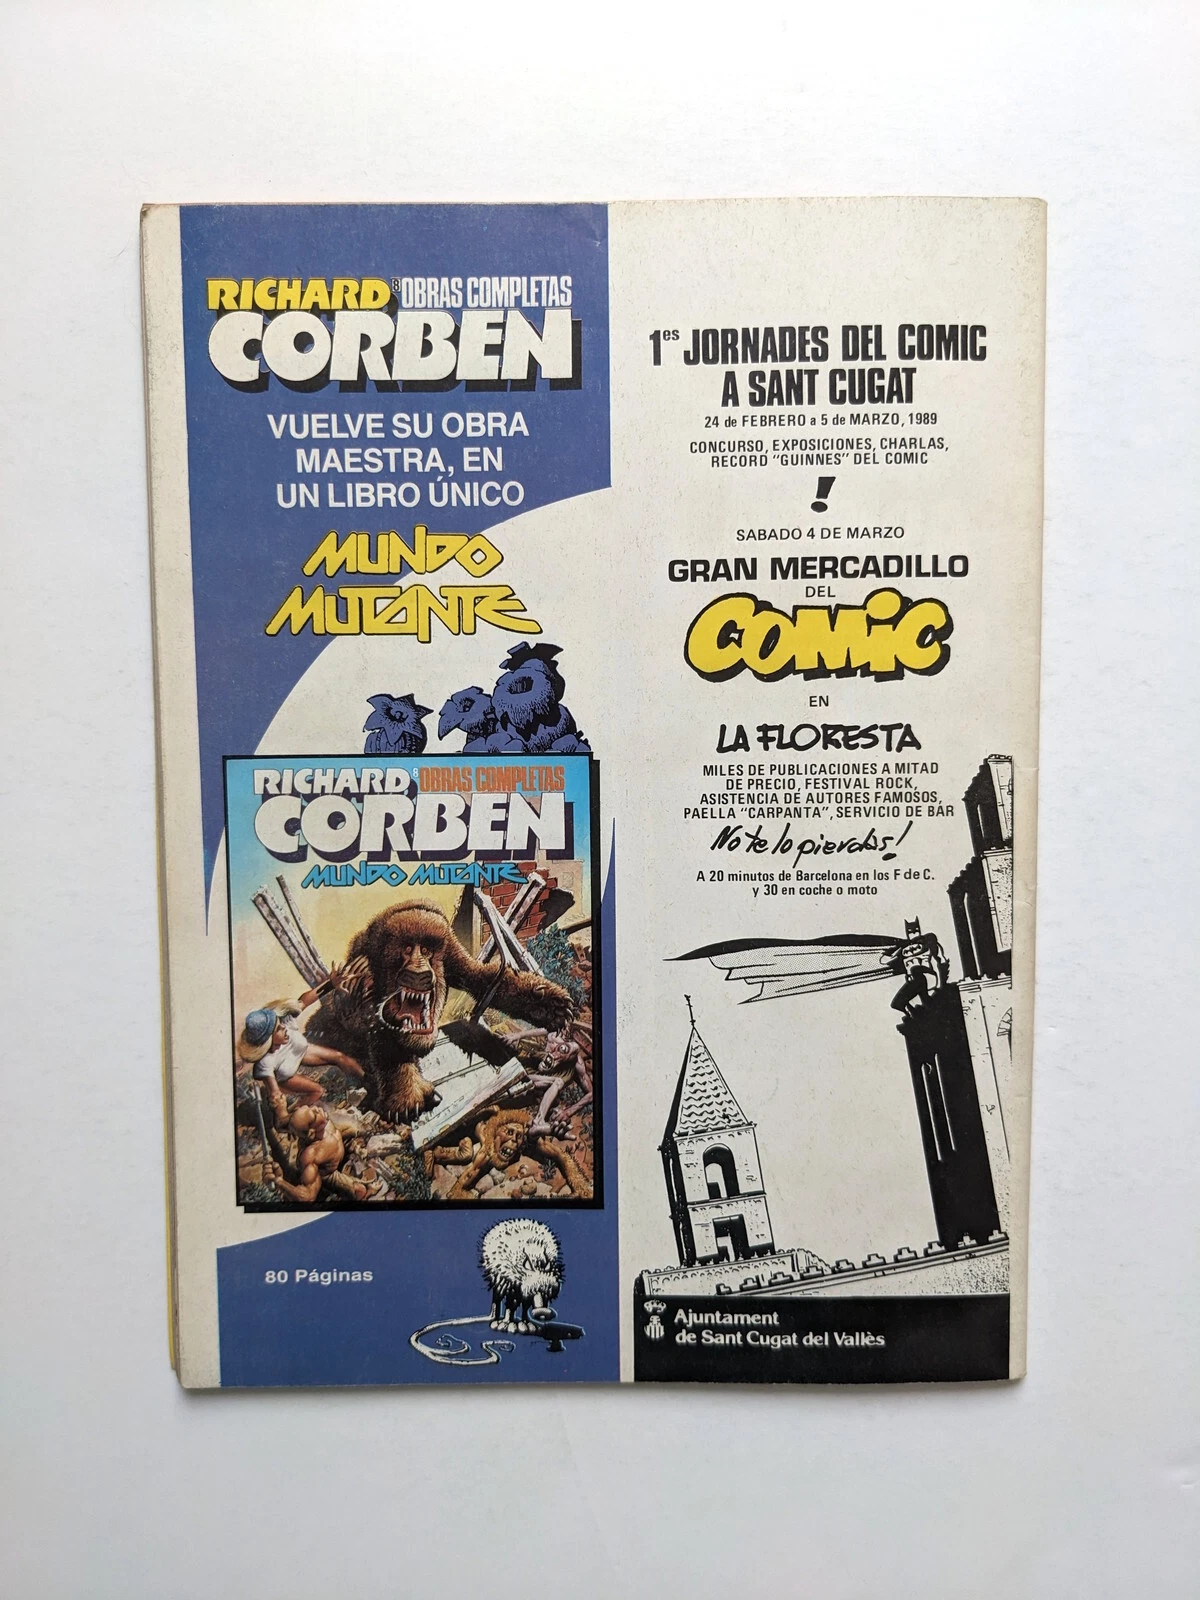 RICHARD 8 OBRAS COMPLETAS
CORBEN
VUELVE SU OBRA
MAESTRA, EN
UN LIBRO ÚNICO
MUNDO
MUTANTE
RICHARD 8 OBRAS COMPLETAS
CORBEN
MUNDO MUTANTE
80 Páginas
1es JORNADES DEL COMIC
A SANT CUGAT
24 de FEBRERO a 5 de MARZO, 1989
CONCURSO, EXPOSICIONES, CHARLAS,
RECORD "GUINNES" DEL COMIC
!
SABADO 4 DE MARZO
GRAN MERCADILLO
DEL
COMIC
EN
LA FLORESTA
MILES DE PUBLICACIONES A MITAD
DE PRECIO, FESTIVAL ROCK,
ASISTENCIA DE AUTORES FAMOSOS,
PAELLA "CARPANTA", SERVICIO DE BAR
No te lo pierdas!
A 20 minutos de Barcelona en los F de C.
y 30 en coche o moto
Ajuntament
de Sant Cugat del Vallès